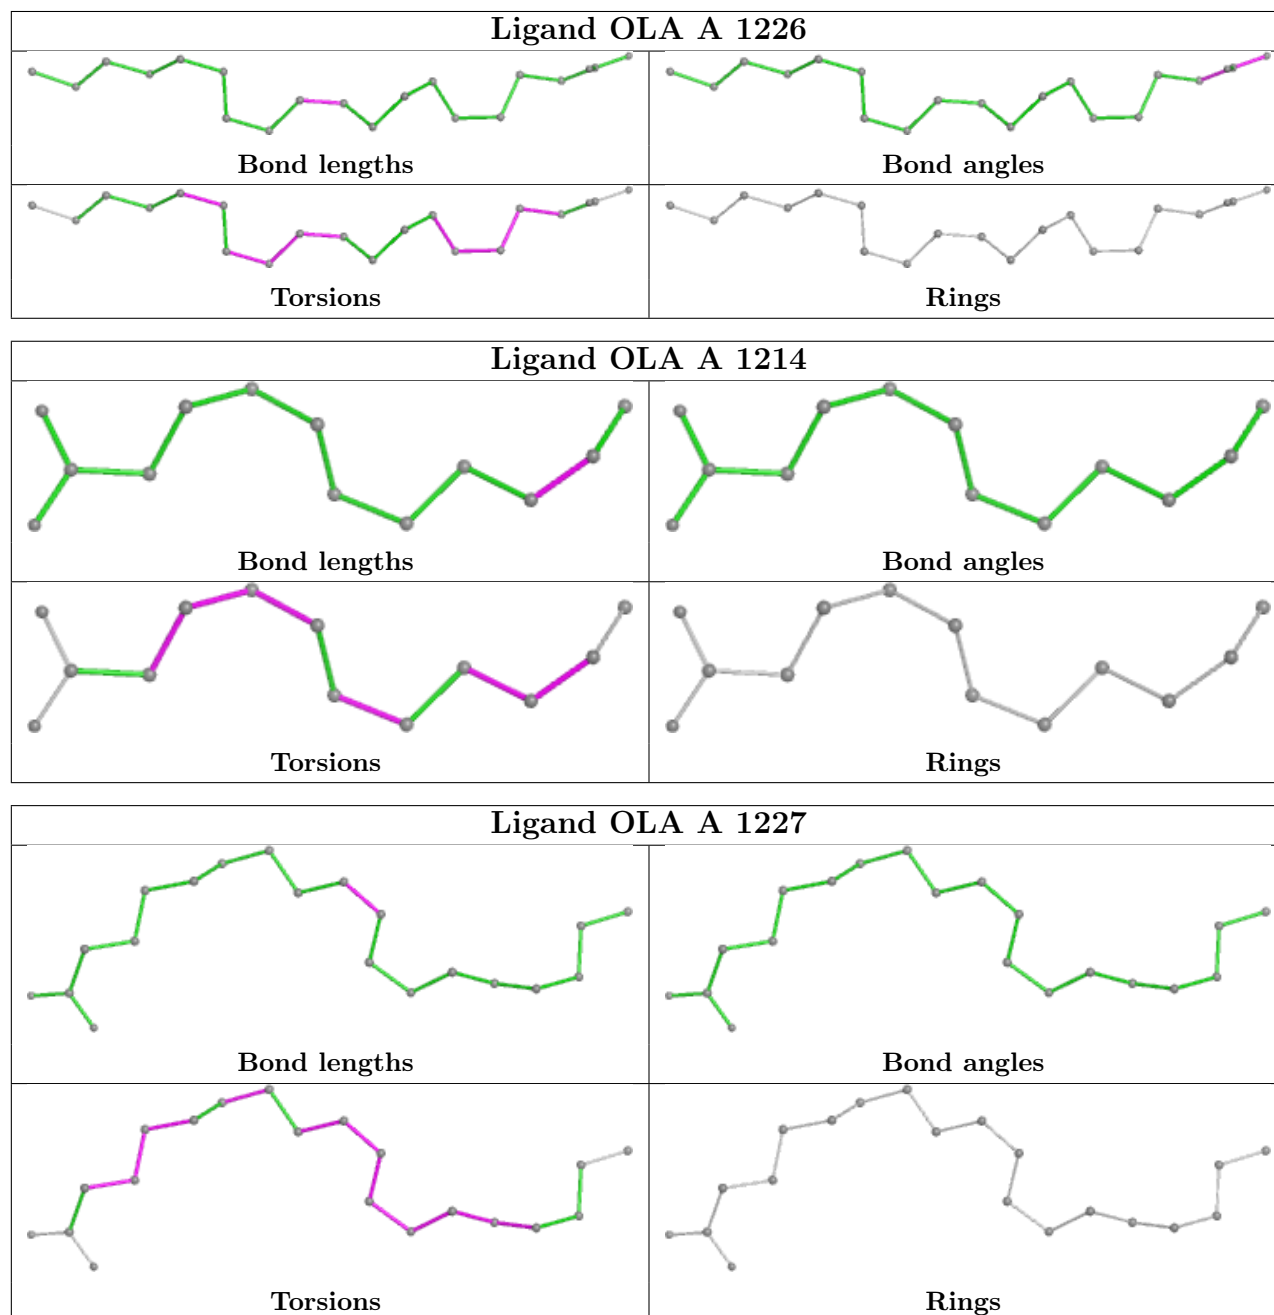 Ligand OLA A 1226
Bond lengths
Bond angles
Torsions
Rings
Ligand OLA A 1214
Bond lengths
Bond angles
Torsions
Rings
Ligand OLA A 1227
Bond lengths
Bond angles
Torsions
Rings